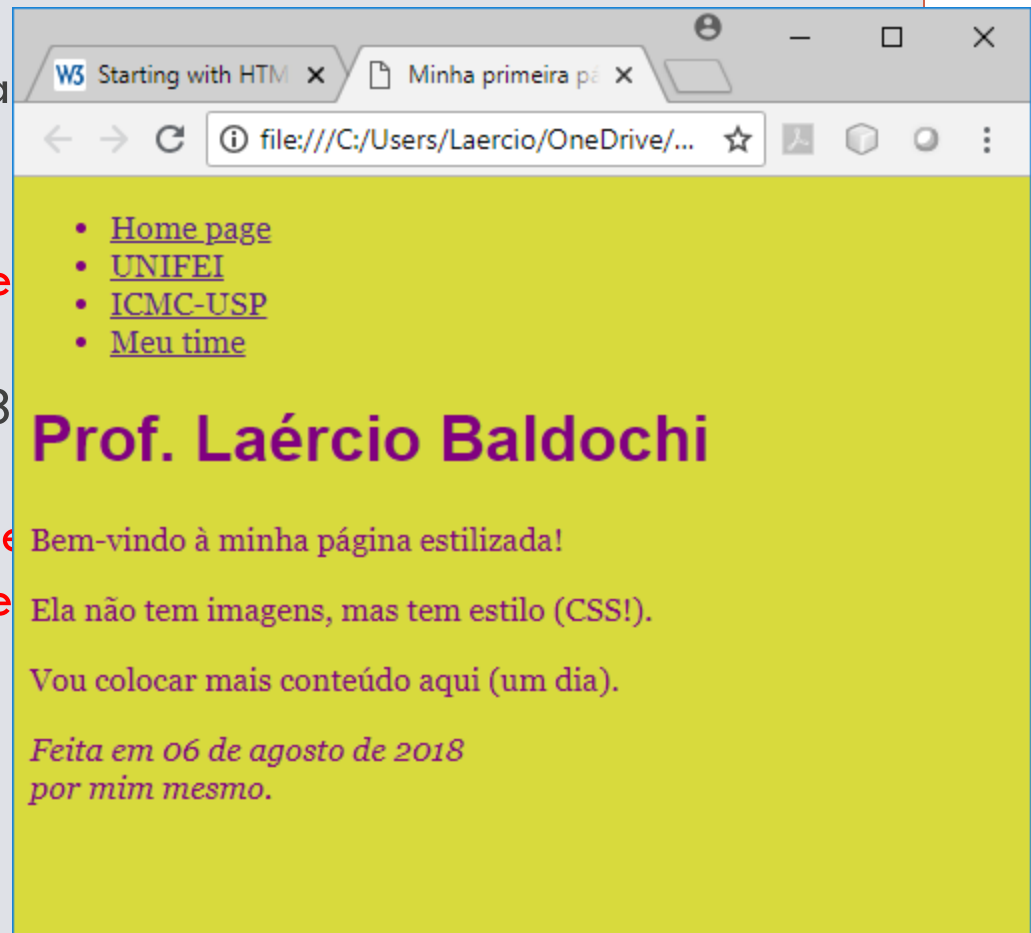 W3 Starting with HTM
Minha primeira pá
file:///C:/Users/Laercio/OneDrive/...
Home page
UNIFEI
ICMC-USP
Meu time
Prof. Laércio Baldochi
Bem-vindo à minha página estilizada!
Ela não tem imagens, mas tem estilo (CSS!).
Vou colocar mais conteúdo aqui (um dia).
Feita em 06 de agosto de 2018
por mim mesmo.